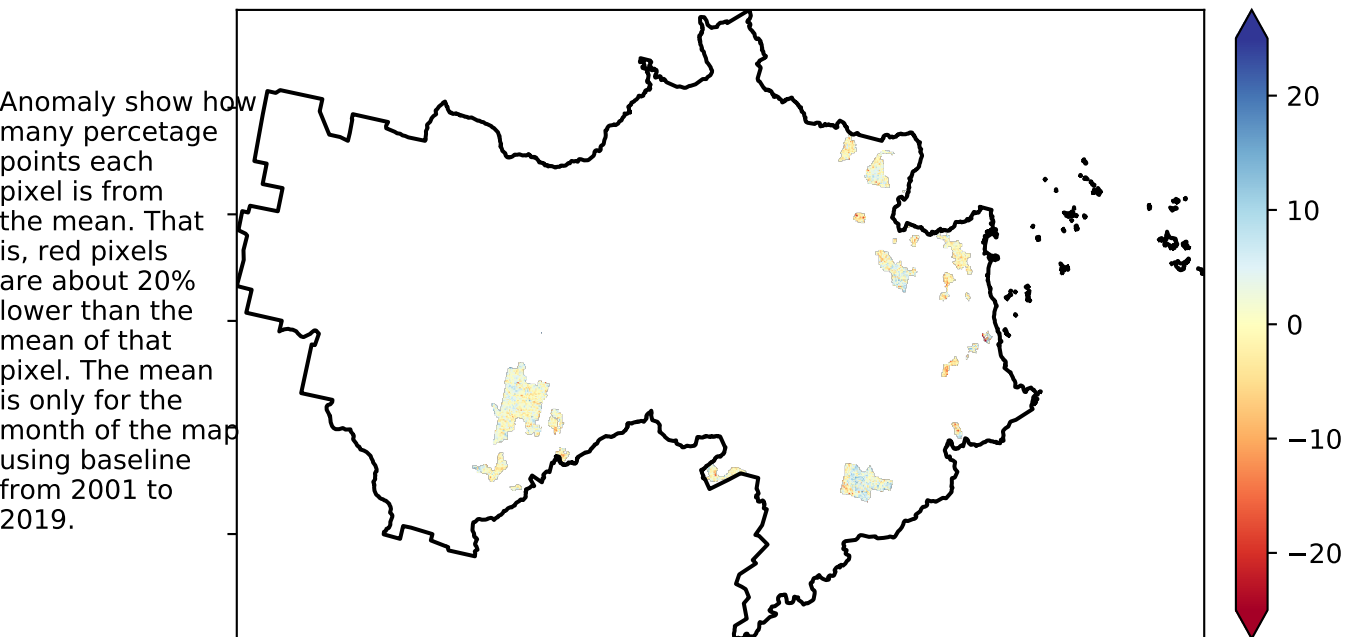 Anomaly show how
many percetage
points each
pixel is from
the mean. That
is, red pixels
are about 20%
lower than the
mean of that
pixel. The mean
is only for the
month of the map
using baseline
from 2001 to
2019.
20
10
0
−10
−20